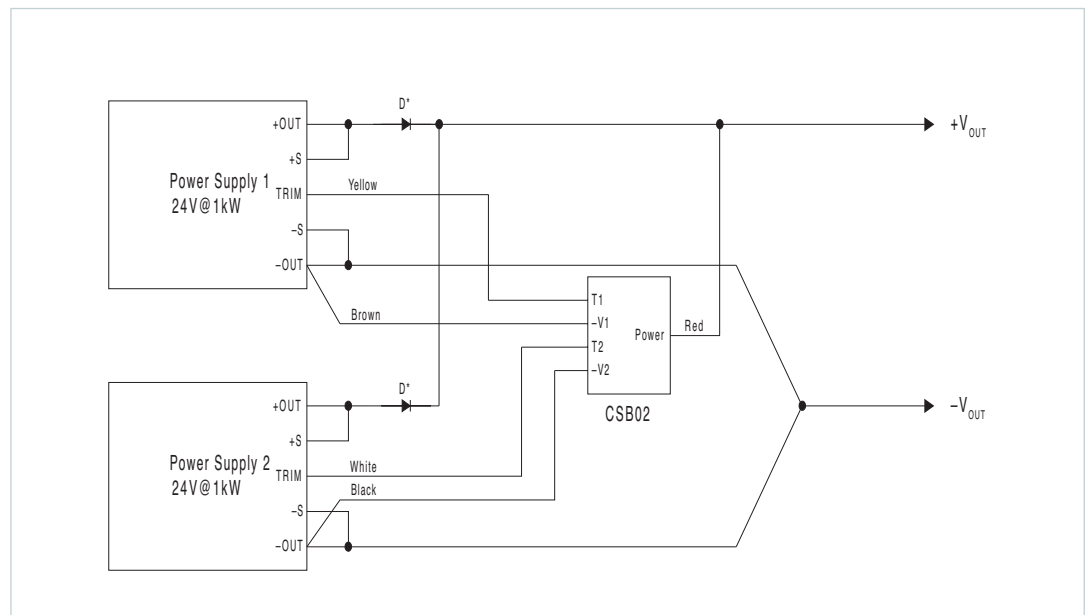 D*
+OUT
+V_OUT
+S
Power Supply 1
24V@1kW
TRIM
Yellow
–S
–OUT
Brown
T1
–V1
T2
–V2
Power
Red
CSB02
D*
+OUT
–V_OUT
+S
Power Supply 2
24V@1kW
TRIM
White
Black
–S
–OUT